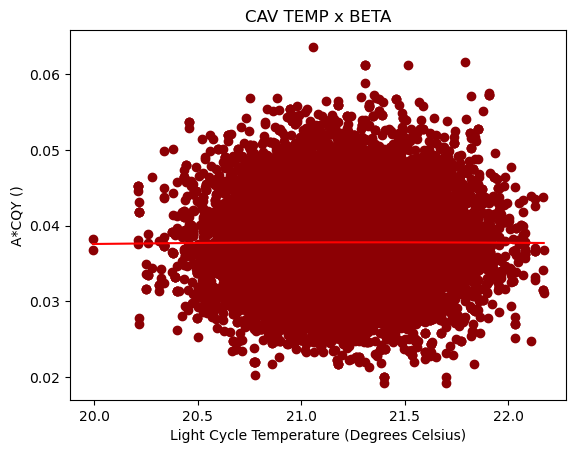 CAV TEMP x BETA
0.06
0.05
0.04
0.03
0.02
A*CQY ()
20.0 20.5 21.0 21.5 22.0
Light Cycle Temperature (Degrees Celsius)